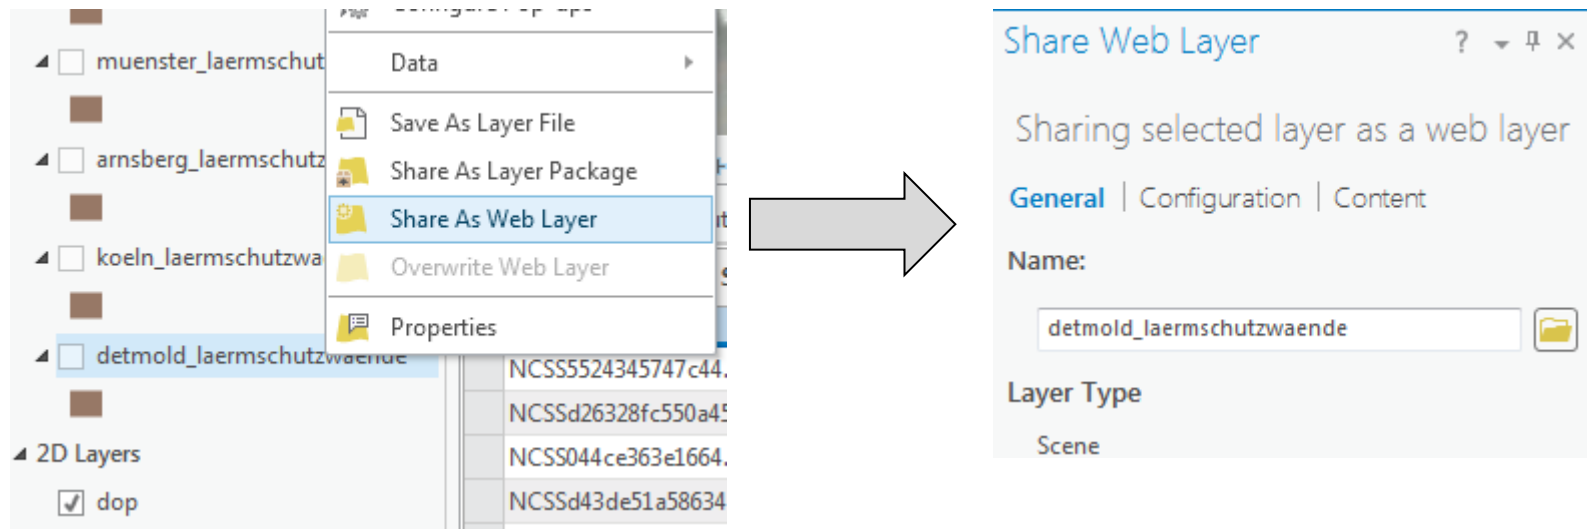 muenster_laermschut
arnsberg_laermschutz
koeln_laermschutzwa
detmold_laermschutzwaende
2D Layers
dop
Data
Save As Layer File
Share As Layer Package
Share As Web Layer
Overwrite Web Layer
Properties
NCSS5524345747c44.
NCSSd26328fc550a45
NCSS044ce363e1664.
NCSSd43de51a58634
Share Web Layer ?
Sharing selected layer as a web layer
General | Configuration | Content
Name:
detmold_laermschutzwaende
Layer Type
Scene